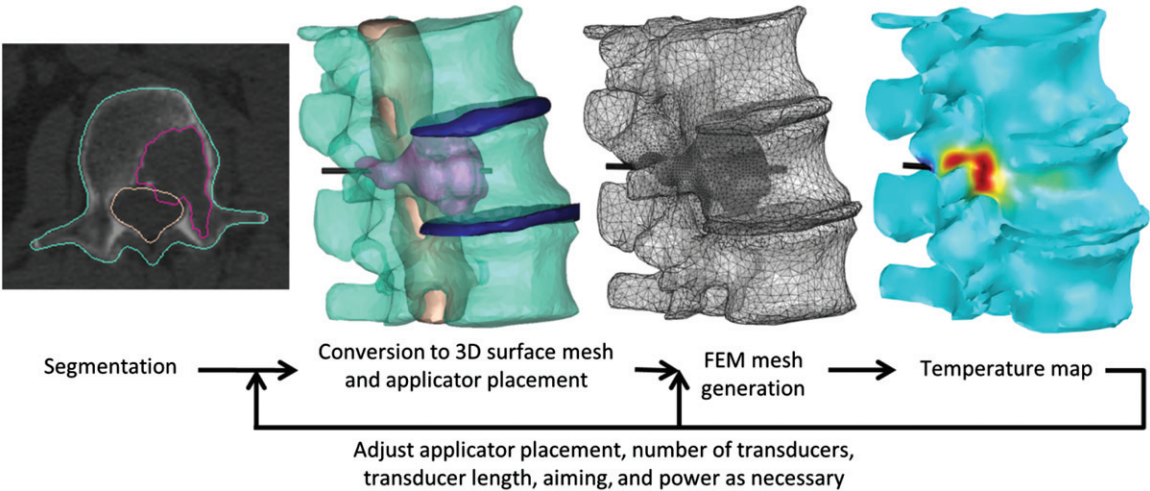 Segmentation
Conversion to 3D surface mesh
and applicator placement
FEM mesh
generation
Temperature map
Adjust applicator placement, number of transducers,
transducer length, aiming, and power as necessary